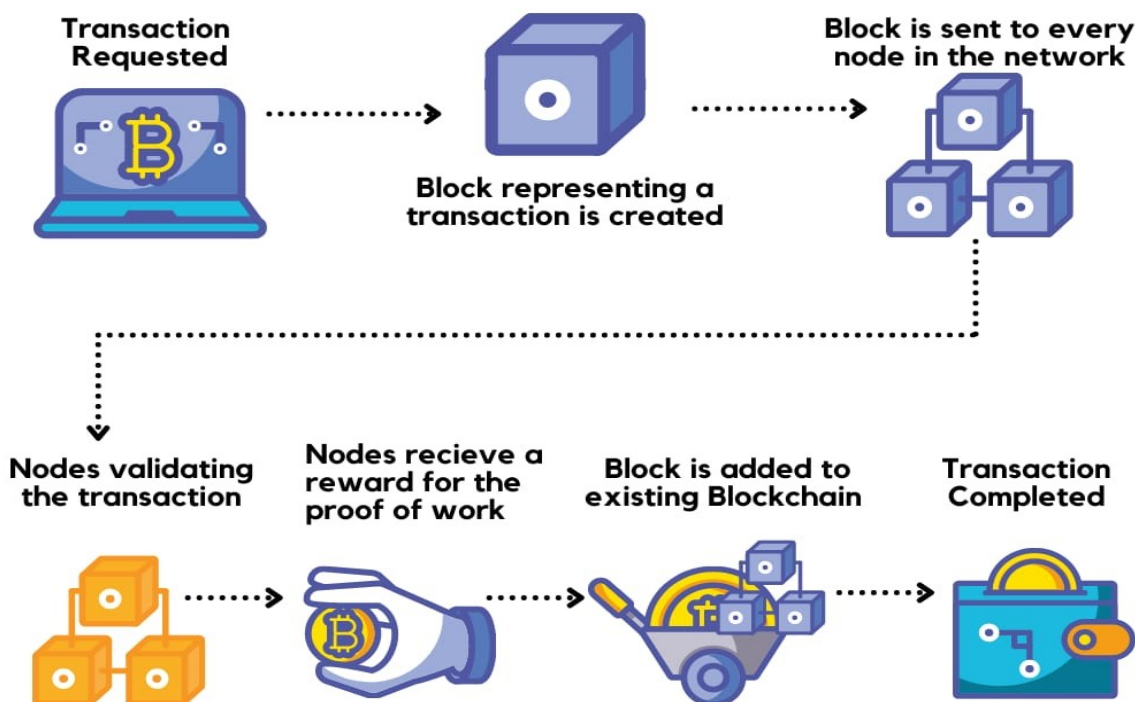 Transaction
Requested
Block representing a
transaction is created
Block is sent to every
node in the network
Nodes validating
the transaction
Nodes recieve a
reward for the
proof of work
Block is added to
existing Blockchain
Transaction
Completed